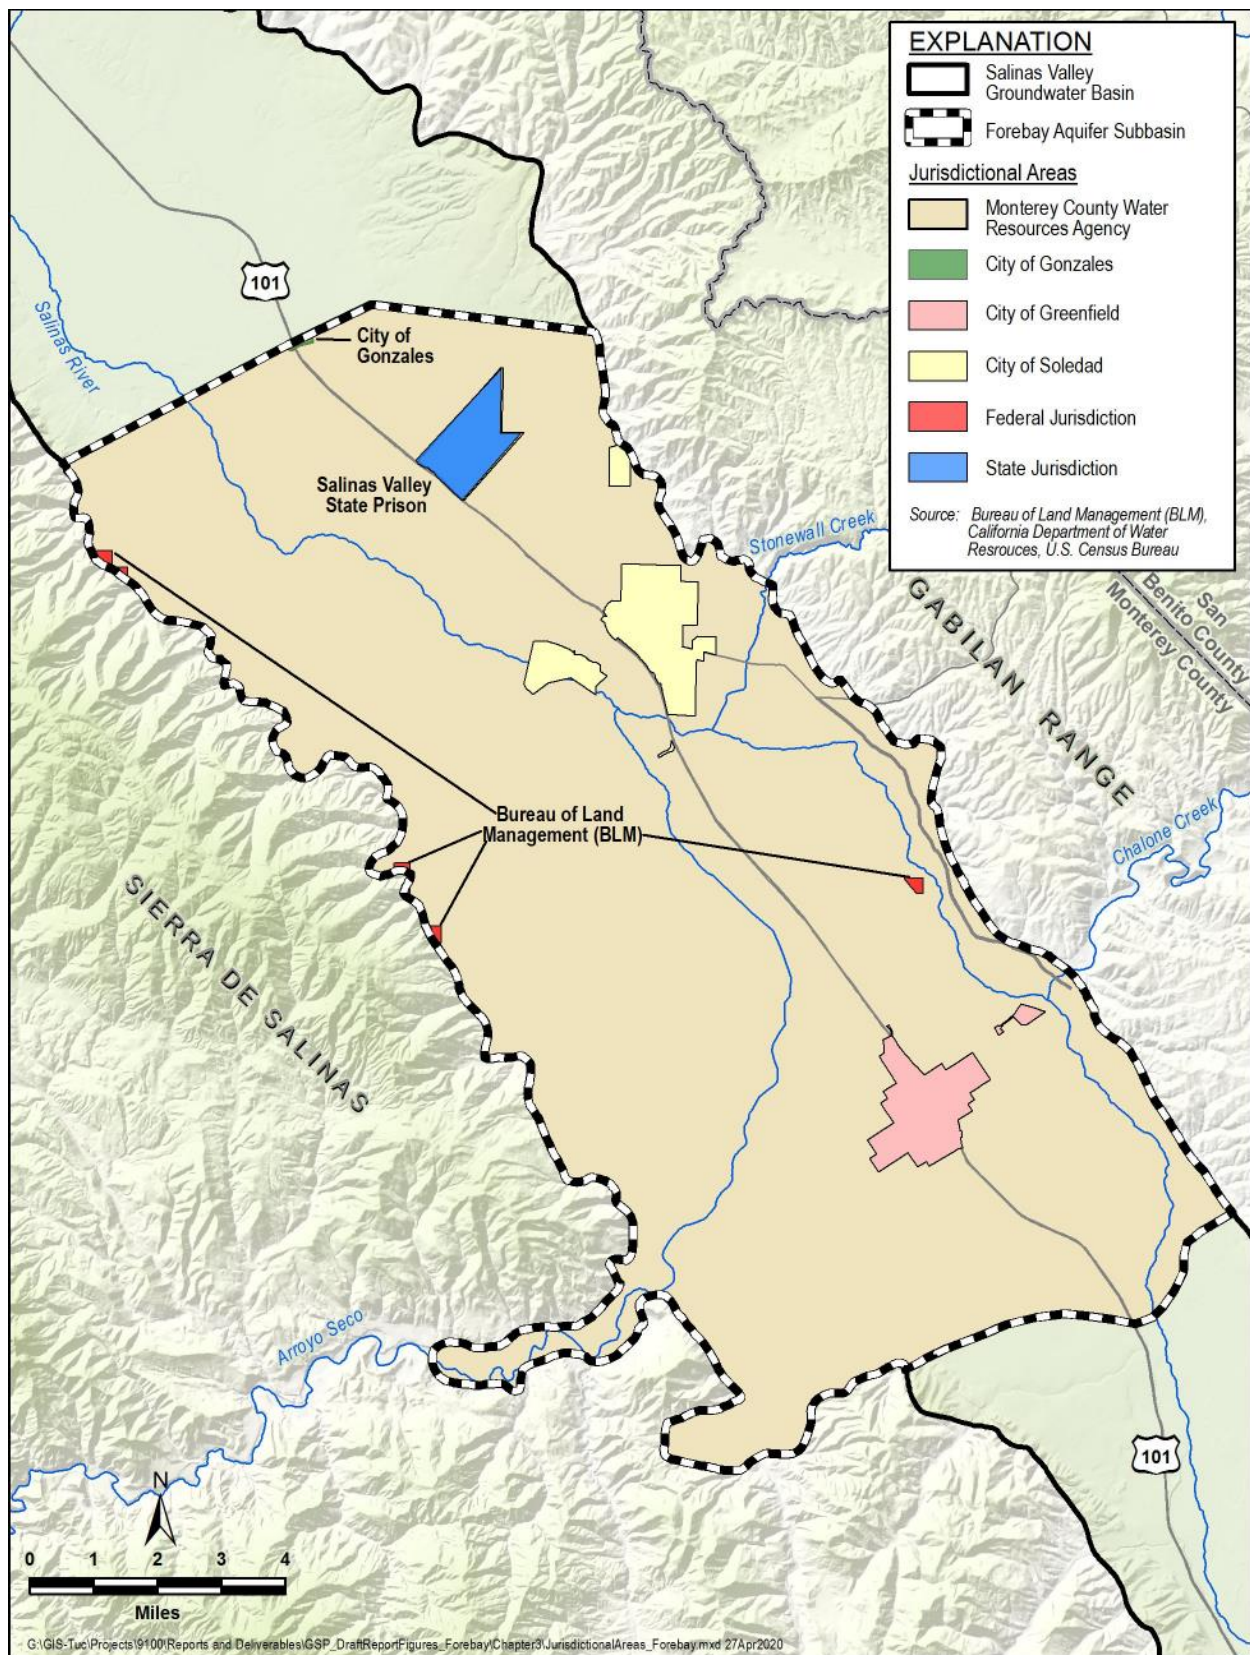 EXPLANATION
Salinas Valley
Groundwater Basin
Forebay Aquifer Subbasin
Jurisdictional Areas
Monterey County Water
Resources Agency
City of Gonzales
City of Greenfield
City of Soledad
Federal Jurisdiction
State Jurisdiction
Source: Bureau of Land Management (BLM),
California Department of Water
Resrouces, U.S. Census Bureau
101
Salinas River
City of
Gonzales
Salinas Valley
State Prison
Stonewall Creek
San
Benito County
Monterey County
GABILAN RANGE
Chalone Creek
Bureau of Land
Management (BLM)
SIERRA DE SALINAS
Arroyo Seco
101
N
0 1 2 3 4
Miles
G:\GIS-Tuc\Projects\9100\Reports and Deliverables\GSP_DraftReportFigures_Forebay\Chapter3\JurisdictionalAreas_Forebay.mxd 27Apr2020